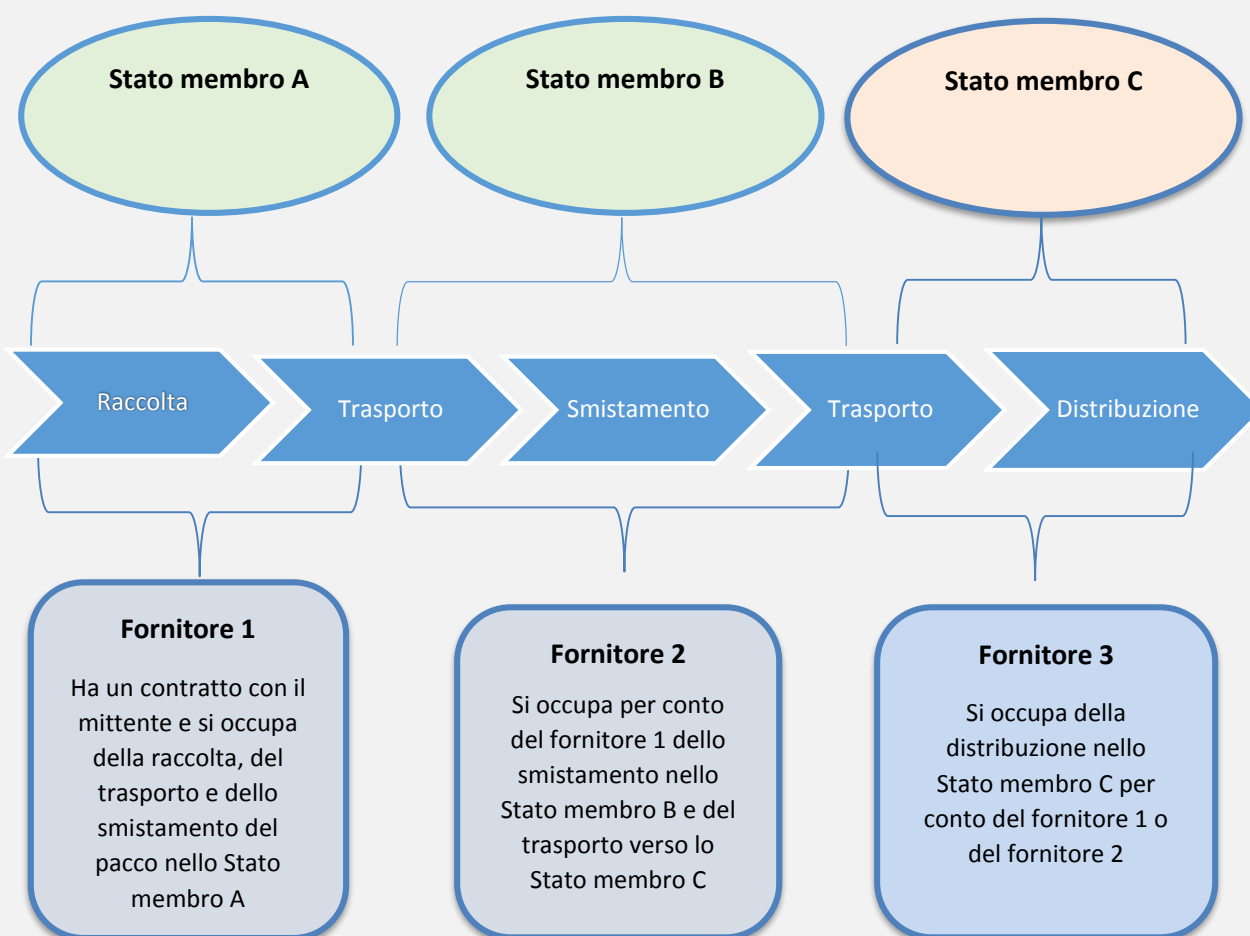 Stato membro A
Stato membro B
Stato membro C
Raccolta
Trasporto
Smistamento
Trasporto
Distribuzione
Fornitore 1
Ha un contratto con il
mittente e si occupa
della raccolta, del
trasporto e dello
smistamento del
pacco nello Stato
membro A
Fornitore 2
Si occupa per conto
del fornitore 1 dello
smistamento nello
Stato membro B e del
trasporto verso lo
Stato membro C
Fornitore 3
Si occupa della
distribuzione nello
Stato membro C per
conto del fornitore 1 o
del fornitore 2